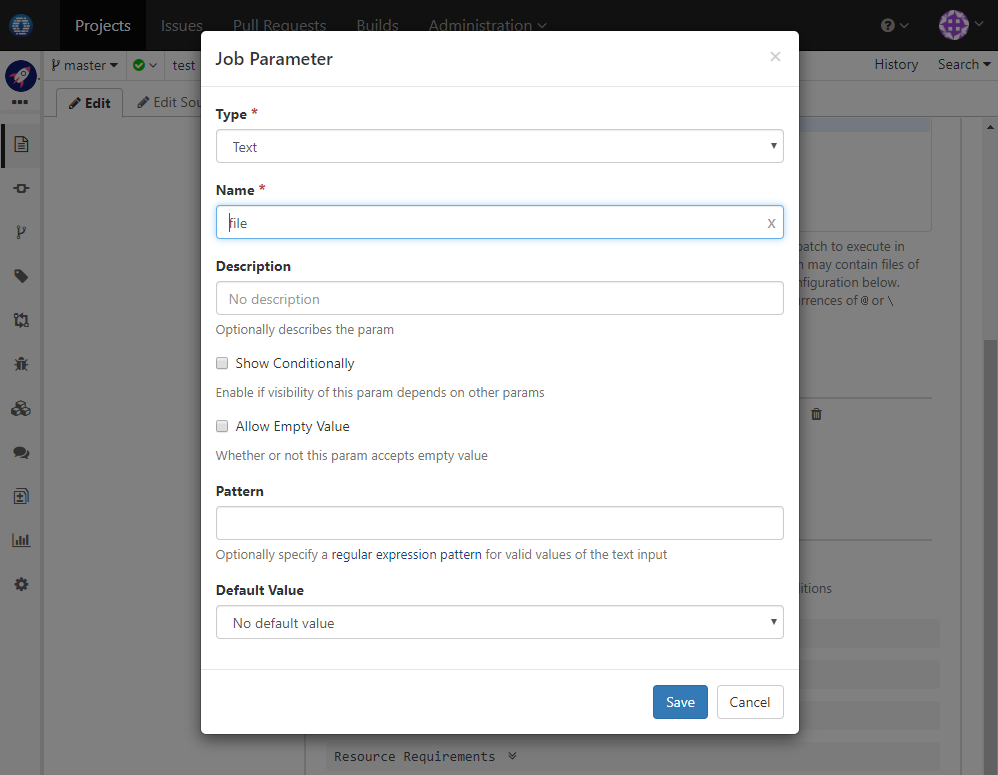 Projects Issues Pull Requests Builds Administration
master test History Search
Edit Edit Sou
Job Parameter
Type *
Text
Name *
file x
Description
No description
Optionally describes the param
Show Conditionally
Enable if visibility of this param depends on other params
Allow Empty Value
Whether or not this param accepts empty value
Pattern
Optionally specify a regular expression pattern for valid values of the text input
Default Value
No default value
Save Cancel
patch to execute in
may contain files of
figuration below.
rrences of @ or \
ditions
Resource Requirements